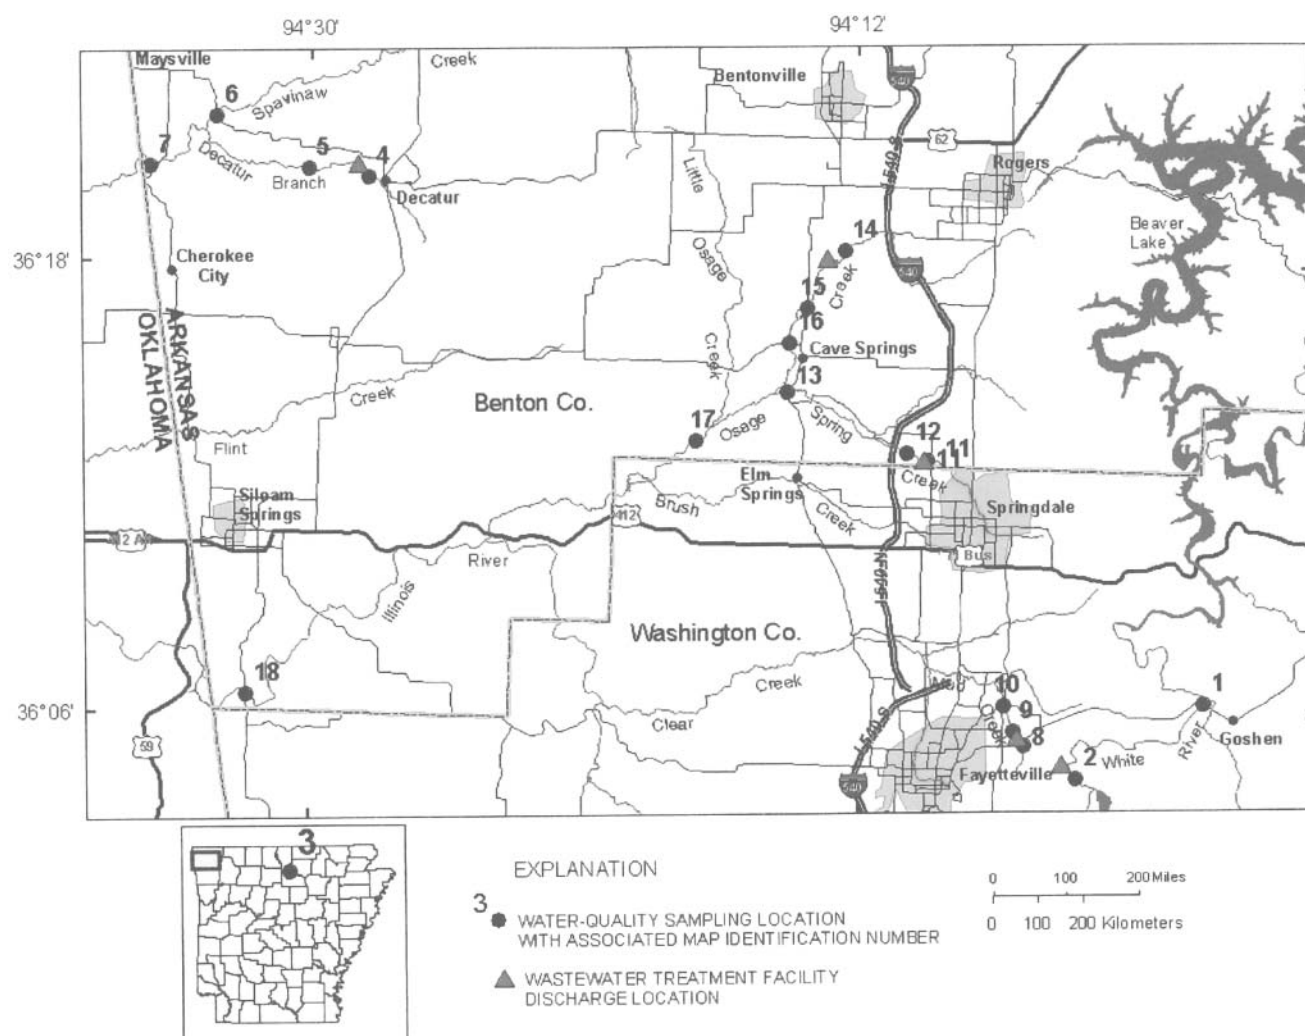 94°30'
94°12'
Maysville
Creek
Spavinaw
6
Bentonville
540
7
5
4
Decatur
Branch
Decatur
62
Little
Rogers
I 540 S
Beaver
Lake
Cherokee
City
36°18'
14
Osage
Creek
540
15
16
Cave Springs
ARKANSAS
OKLAHOMA
Creek
Creek
13
Benton Co.
17
Osage
Spring
12
11
Flint
Creek
Elm
Springs
Siloam
Springs
Brush
Creek
Springdale
112
Bus
River
Illinois
Washington Co.
18
Creek
Mud
10
1
36°06'
Clear
Creek
9
8
Goshen
River
I 540 S
59
Fayetteville
2
White
540
3
EXPLANATION
3
WATER-QUALITY SAMPLING LOCATION
WITH ASSOCIATED MAP IDENTIFICATION NUMBER
WASTEWATER TREATMENT FACILITY
DISCHARGE LOCATION
0 100 200 Miles
0 100 200 Kilometers